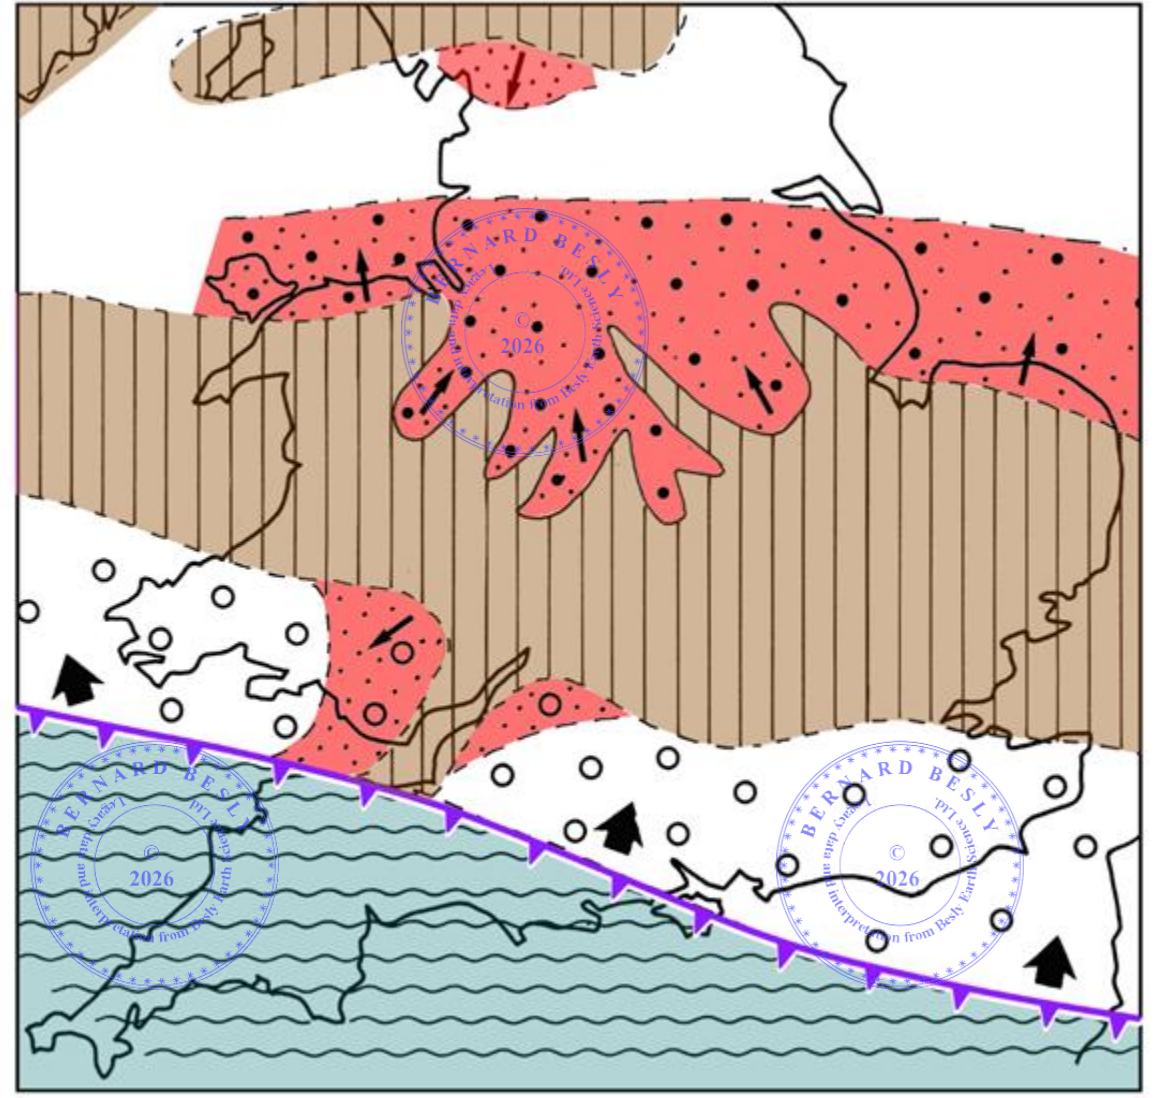 BERNARD BESLY
Legacy data and interpretation from Besly Earth Science Ltd.
©
2026
BERNARD BESLY
Legacy data and interpretation from Besly Earth Science Ltd.
©
2026
BERNARD BESLY
Legacy data and interpretation from Besly Earth Science Ltd.
©
2026